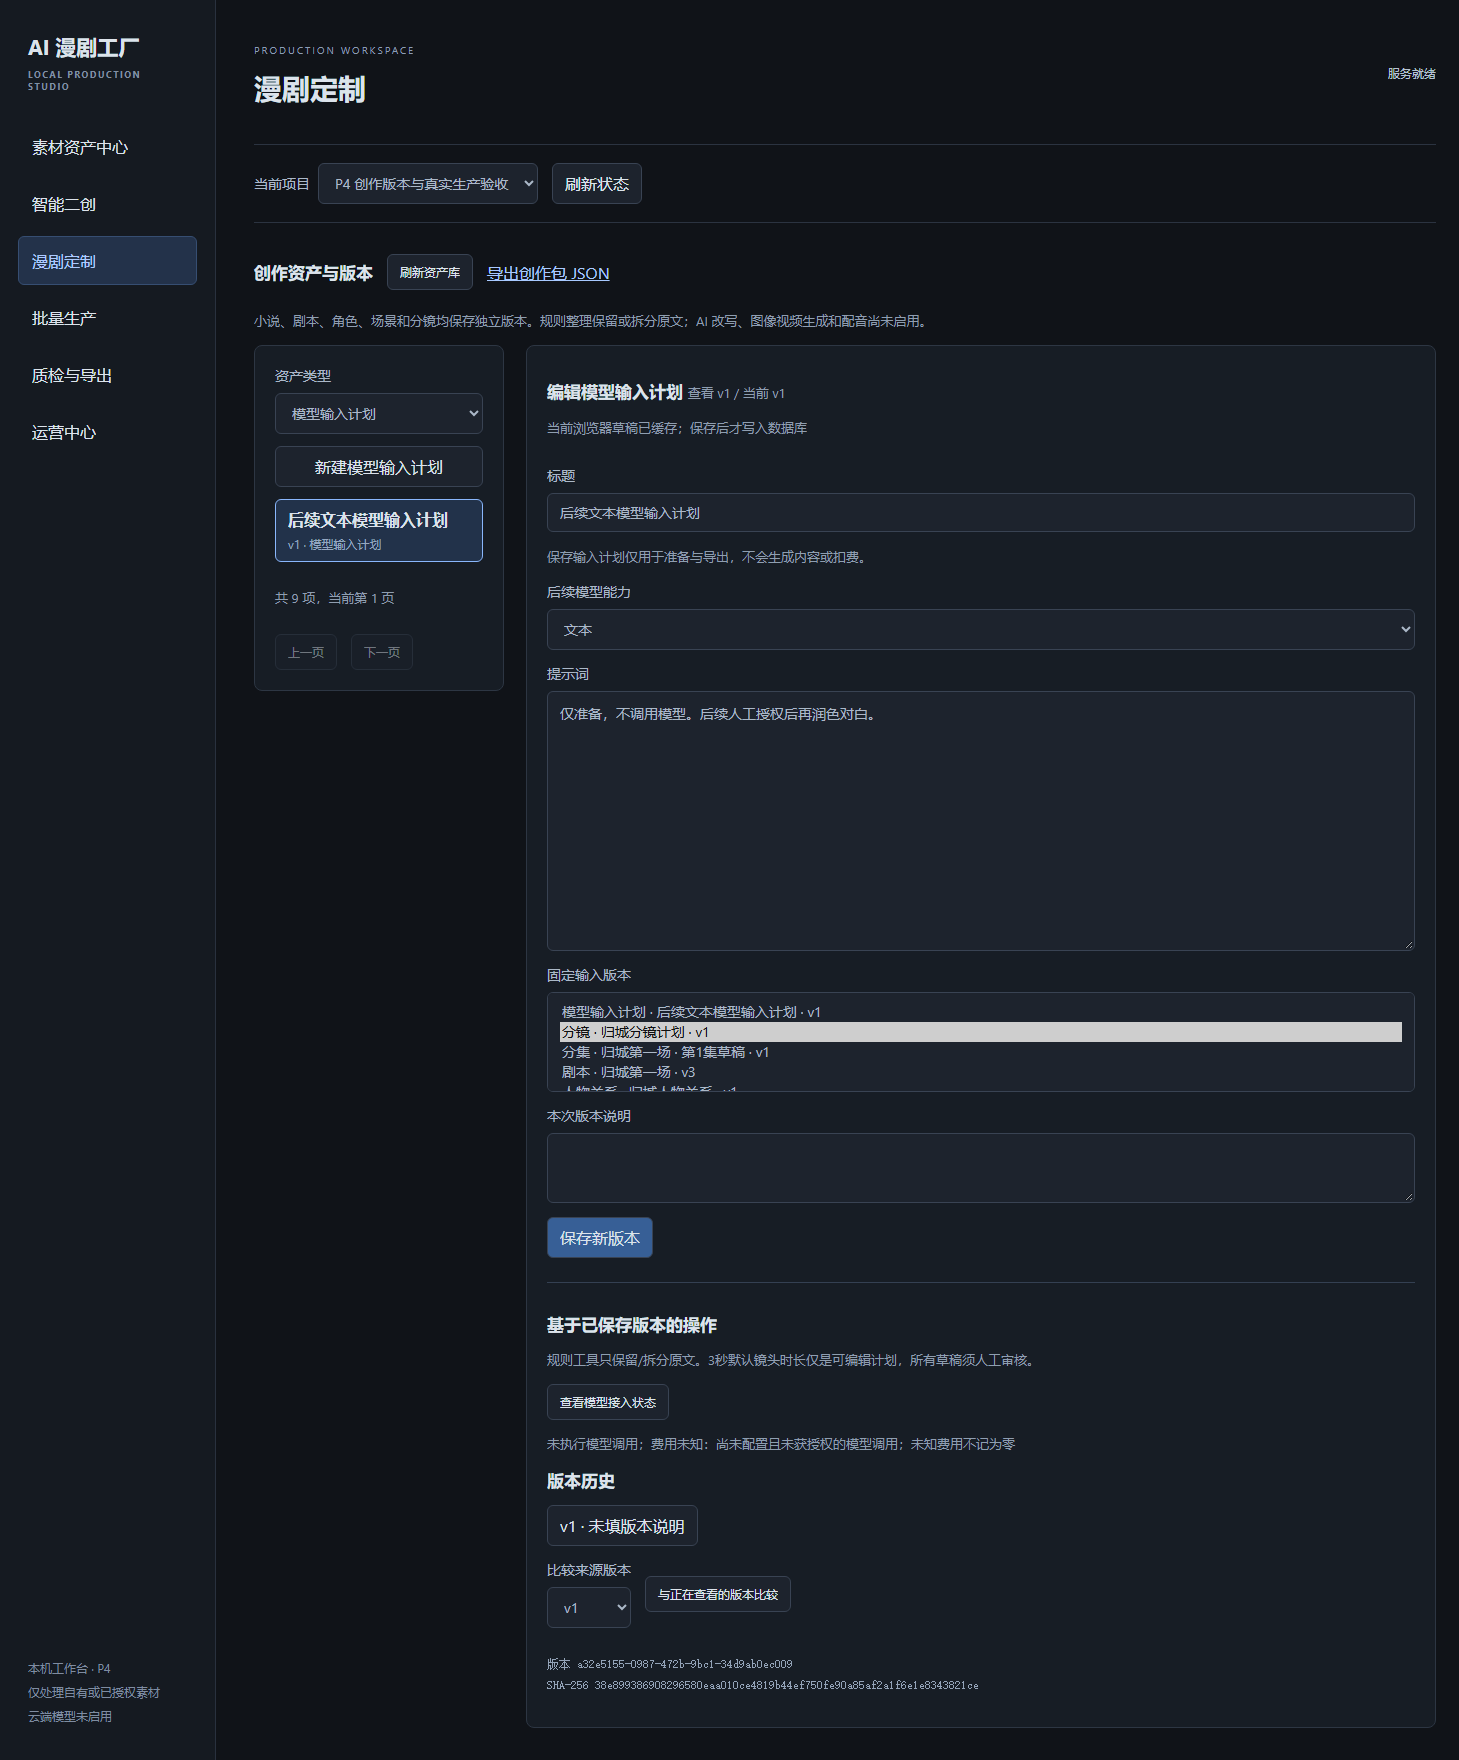 AI 漫剧工厂
LOCAL PRODUCTION
STUDIO
素材资产中心
智能二创
漫剧定制
批量生产
质检与导出
运营中心
本机工作台 · P4
仅处理自有或已授权素材
云端模型未启用
PRODUCTION WORKSPACE
漫剧定制
服务就绪
当前项目
P4 创作版本与真实生产验收
刷新状态
创作资产与版本
刷新资产库
导出创作包 JSON
小说、剧本、角色、场景和分镜均保存独立版本。规则整理保留或拆分原文；AI 改写、图像视频生成和配音尚未启用。
资产类型
模型输入计划
新建模型输入计划
后续文本模型输入计划
v1 · 模型输入计划
共 9 项，当前第 1 页
上一页
下一页
编辑模型输入计划 查看 v1 / 当前 v1
当前浏览器草稿已缓存；保存后才写入数据库
标题
后续文本模型输入计划
保存输入计划仅用于准备与导出，不会生成内容或扣费。
后续模型能力
文本
提示词
仅准备，不调用模型。后续人工授权后再润色对白。
固定输入版本
模型输入计划 · 后续文本模型输入计划 · v1
分镜 · 归城分镜计划 · v1
分集 · 归城第一场 · 第1集草稿 · v1
剧本 · 归城第一场 · v3
人物关系 · 归城人物关系 · v1
本次版本说明
保存新版本
基于已保存版本的操作
规则工具只保留/拆分原文。3秒默认镜头时长仅是可编辑计划，所有草稿须人工审核。
查看模型接入状态
未执行模型调用；费用未知：尚未配置且未获授权的模型调用；未知费用不记为零
版本历史
v1 · 未填版本说明
比较来源版本
v1
与正在查看的版本比较
版本 a32e5155-0987-472b-9bc1-34d9ab0ec009
SHA-256 38e899386908296580eaa010ce4819b44ef750fe90a85af2a1f6e1e8343821ce